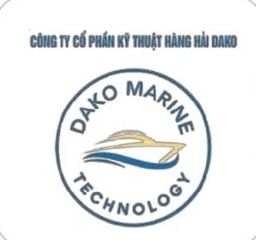 CÔNG TY CỔ PHẦN KỸ THUẬT HÀNG HẢI DAKO
DAKO MARINE
TECHNOLOGY